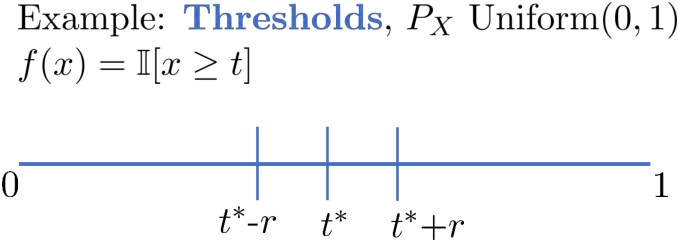 Example: Thresholds, P_X Uniform(0, 1)
f(x) = 𝕀[x ≥ t]
0 1
t*-r t* t*+r